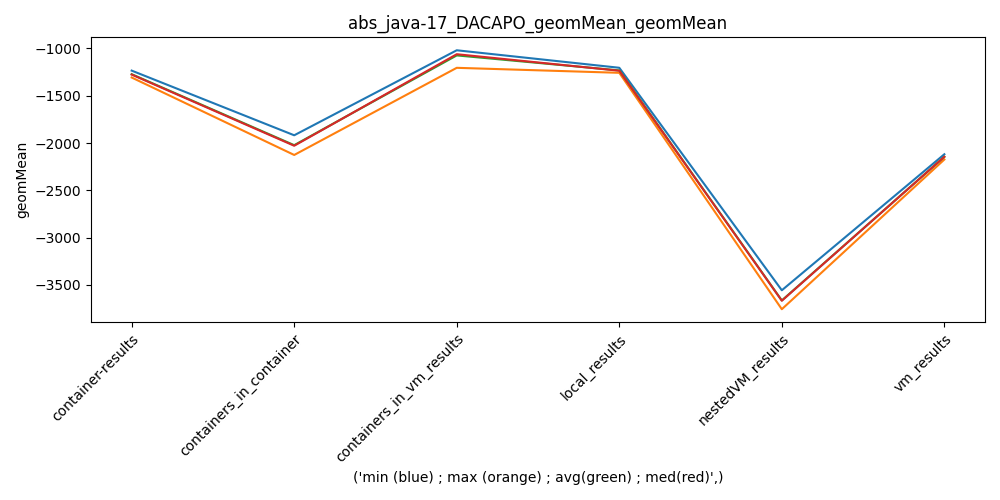 abs_java-17_DACAPO_geomMean_geomMean
geomMean
−1000
−1500
−2000
−2500
−3000
−3500
container-results
containers_in_container
containers_in_vm_results
local_results
nestedVM_results
vm_results
('min (blue) ; max (orange) ; avg(green) ; med(red)',)